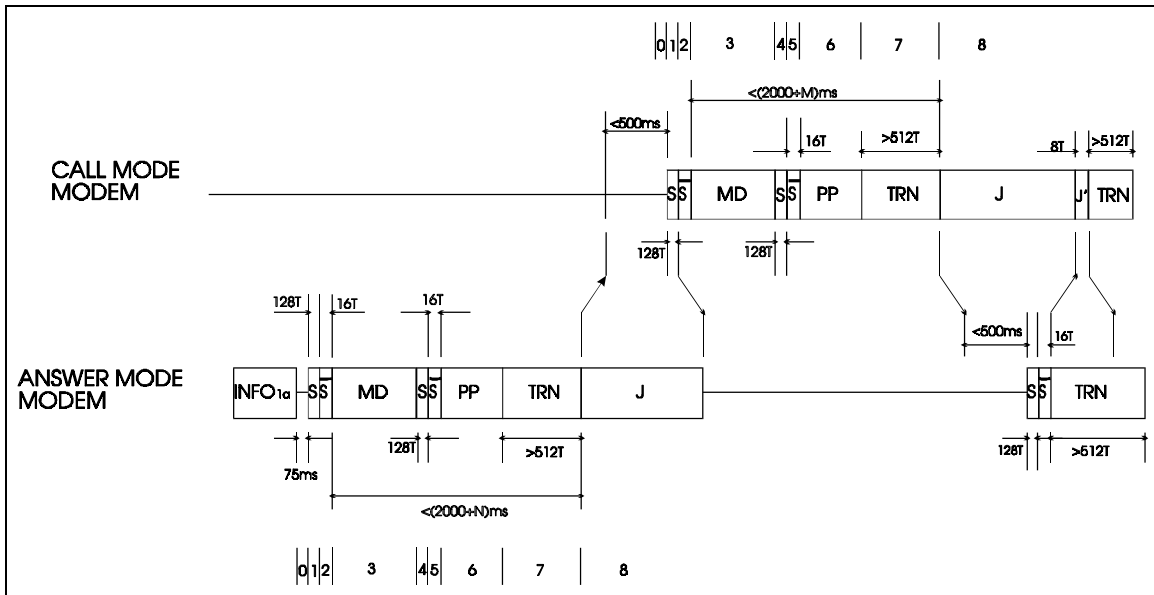 0 1 2 3 4 5 6 7 8
<(2000÷M)ms
<500ms 16T >512T 8T >512T
CALL MODE
MODEM
S S̅ MD S S̅ PP TRN J J' TRN
128T 128T
128T 16T 16T <500ms 16T
ANSWER MODE
MODEM
INFO1a S S̅ MD S S̅ PP TRN J S S̅ TRN
75ms 128T >512T 128T >512T
<(2000÷N)ms
0 1 2 3 4 5 6 7 8